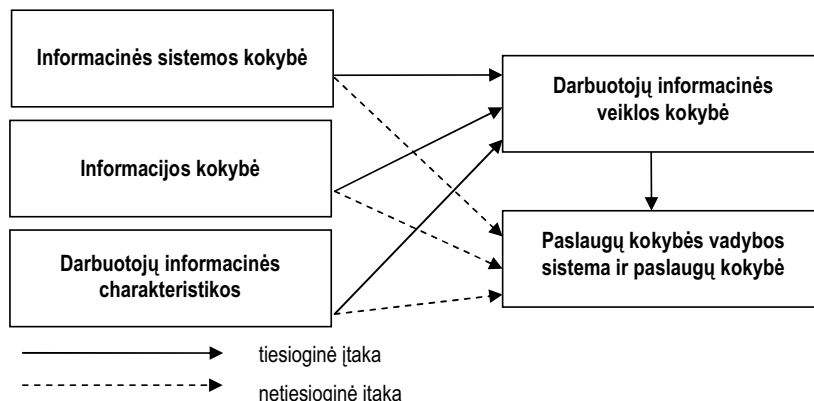 Informacinės sistemos kokybė
Informacijos kokybė
Darbuotojų informacinės
charakteristikos
Darbuotojų informacinės
veiklos kokybė
Paslaugų kokybės vadybos
sistema ir paslaugų kokybė
tiesioginė įtaka
netiesioginė įtaka